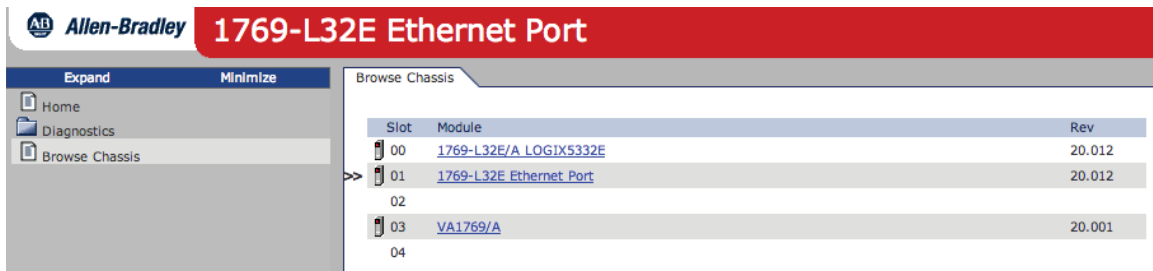 AB Allen-Bradley 1769-L32E Ethernet Port
Expand Minimize
Home
Diagnostics
Browse Chassis
Browse Chassis
Slot Module Rev
00 1769-L32E/A LOGIX5332E 20.012
>> 01 1769-L32E Ethernet Port 20.012
02
03 VA1769/A 20.001
04